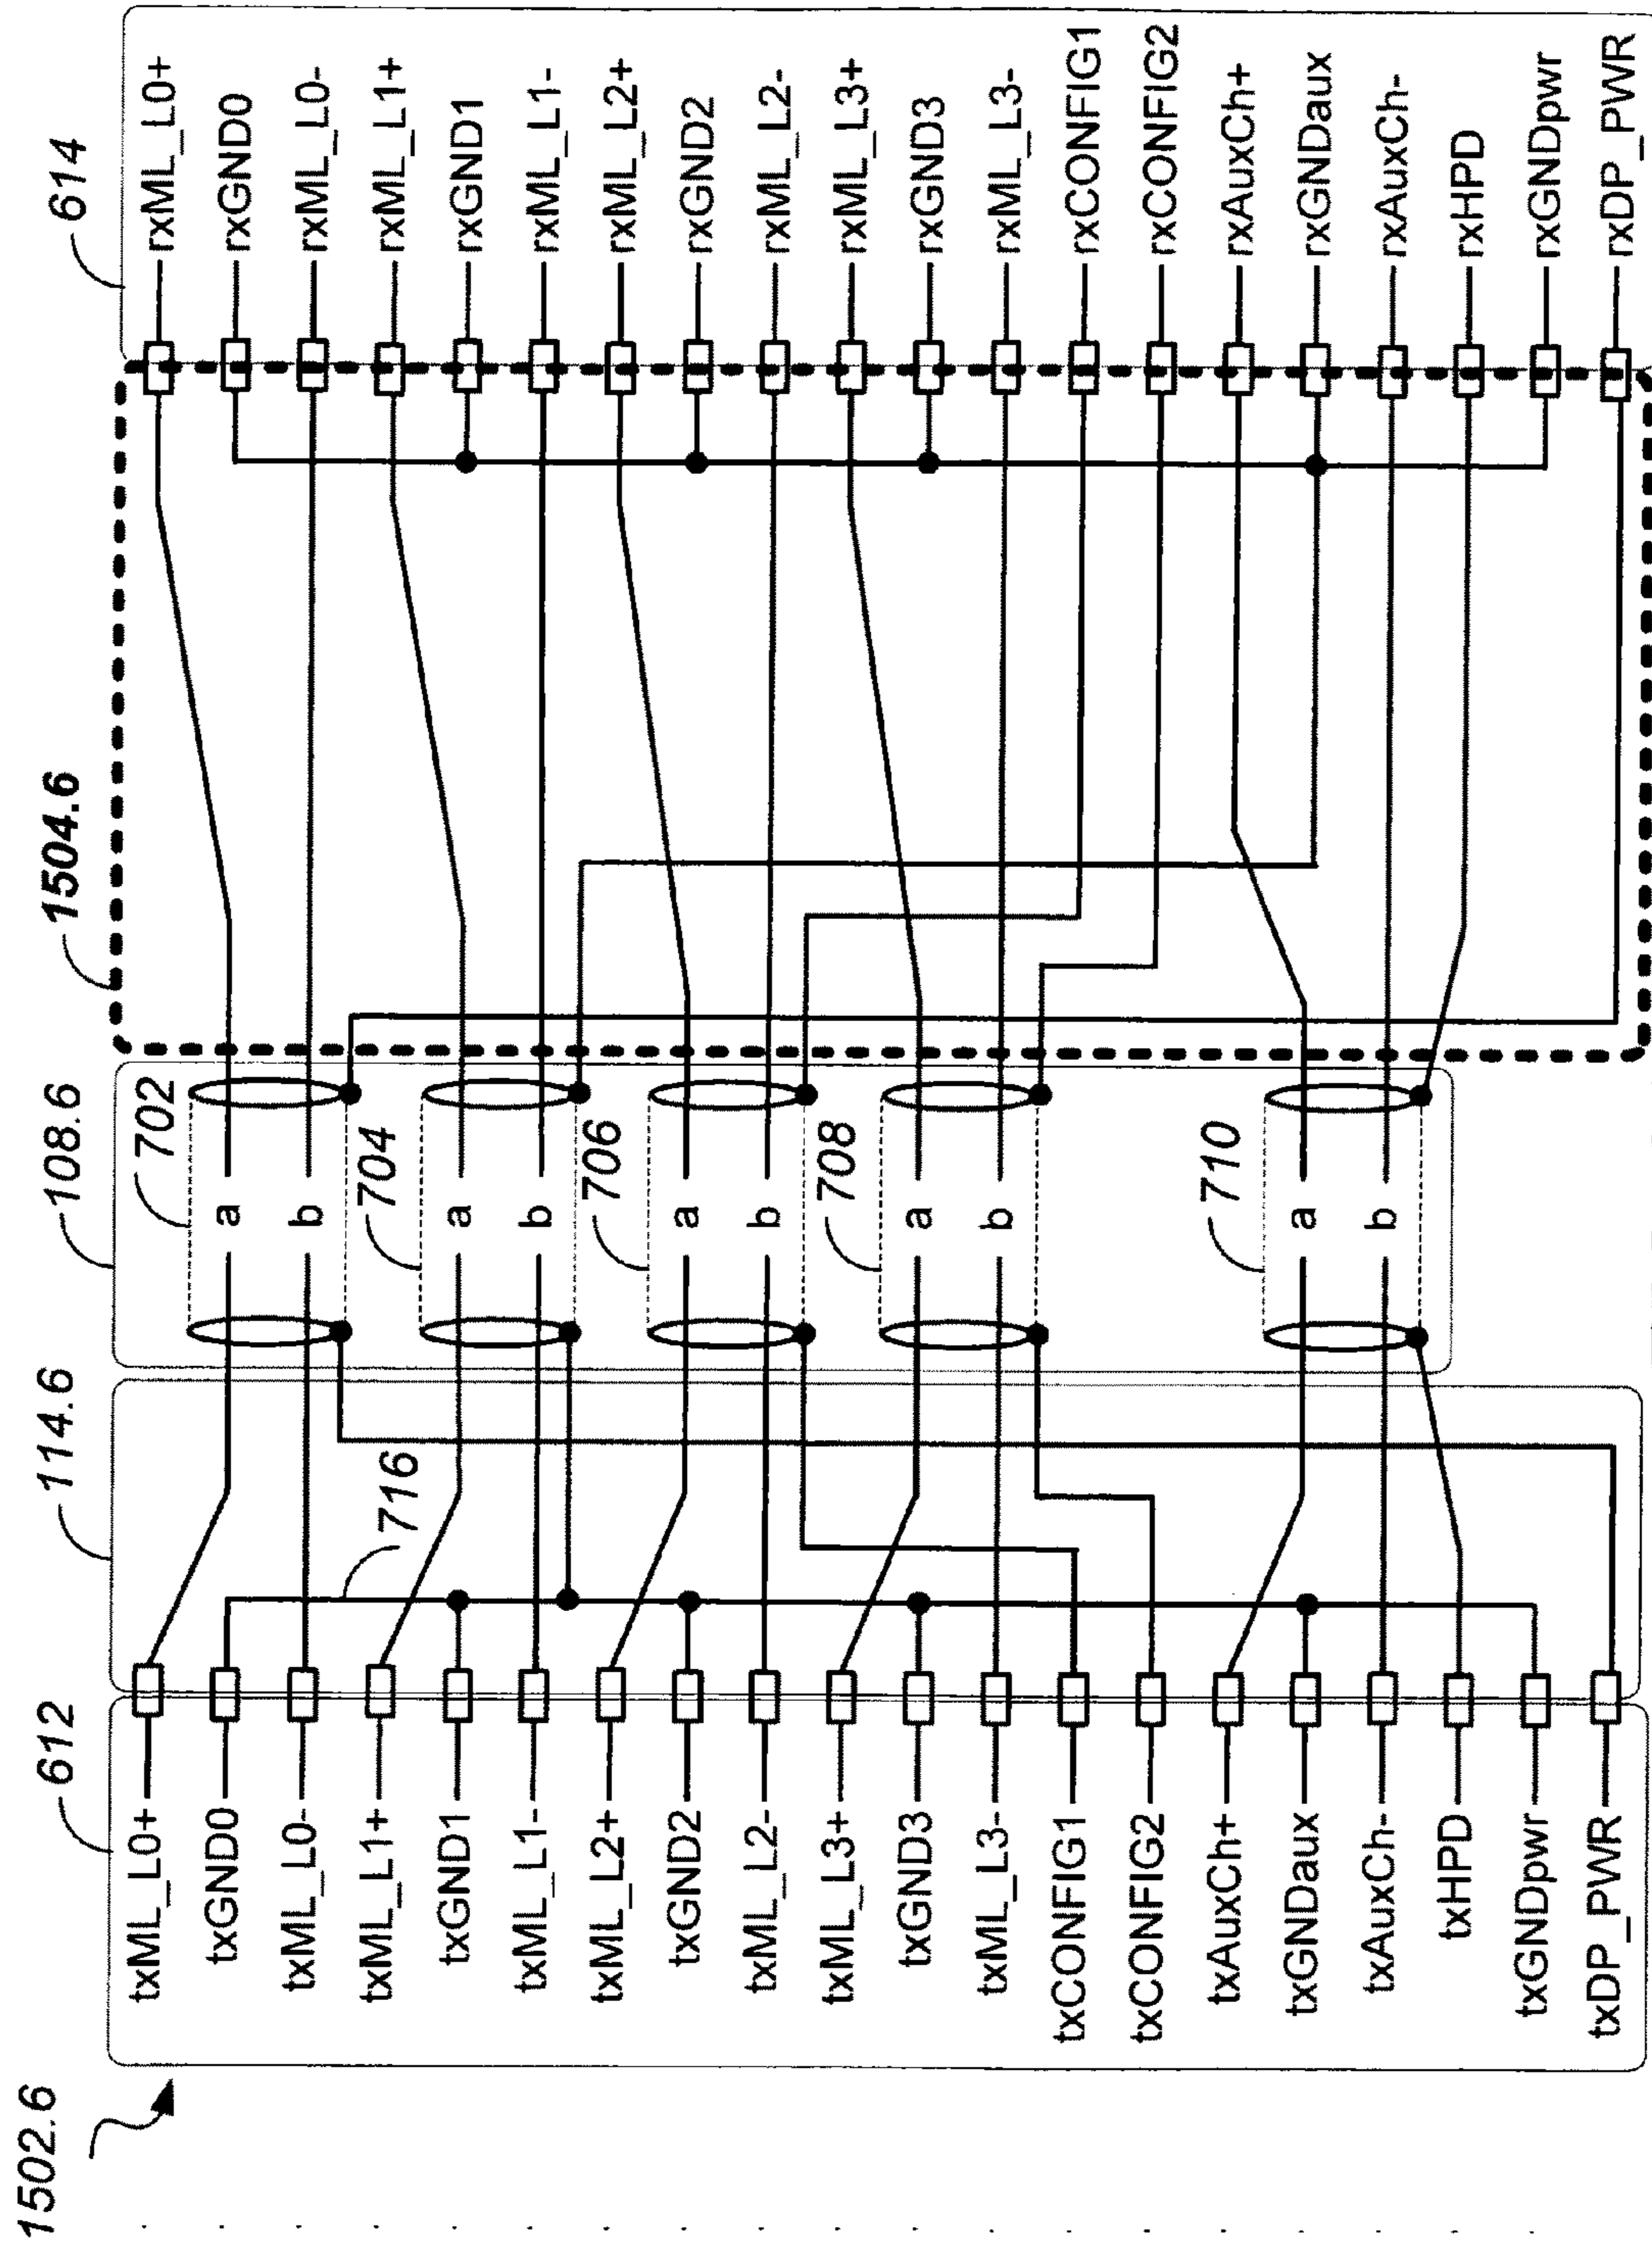 1502.6
612
114.6
108.6
1504.6
614
txML_L0+
txGND0
txML_L0-
txML_L1+
txGND1
txML_L1-
txML_L2+
txGND2
txML_L2-
txML_L3+
txGND3
txML_L3-
txCONFIG1
txCONFIG2
txAuxCh+
txGNDaux
txAuxCh-
txHPD
txGNDpwr
txDP_PWR
716
702
a
b
704
a
b
706
a
b
708
a
b
710
a
b
rxML_L0+
rxGND0
rxML_L0-
rxML_L1+
rxGND1
rxML_L1-
rxML_L2+
rxGND2
rxML_L2-
rxML_L3+
rxGND3
rxML_L3-
rxCONFIG1
rxCONFIG2
rxAuxCh+
rxGNDaux
rxAuxCh-
rxHPD
rxGNDpwr
rxDP_PWR